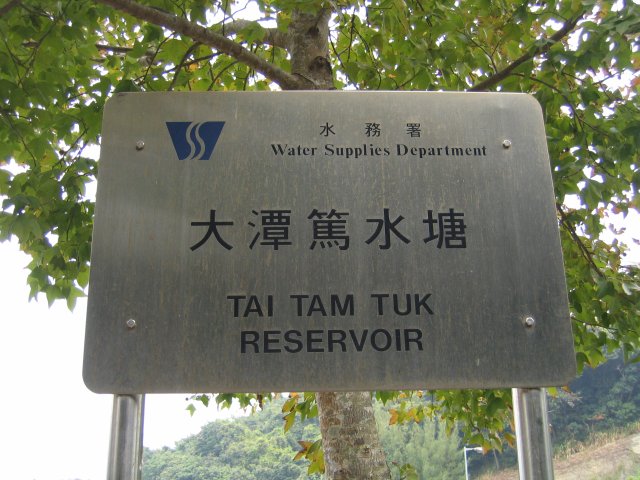 水務署
Water Supplies Department
大潭篤水塘
TAI TAM TUK
RESERVOIR